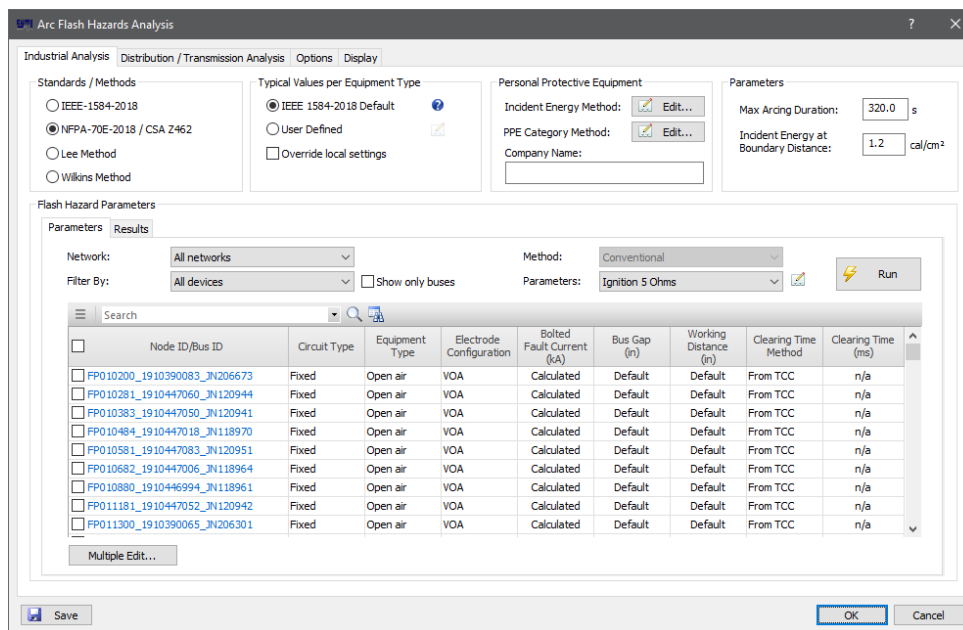 Arc Flash Hazards Analysis ?
Industrial Analysis Distribution / Transmission Analysis Options Display
Standards / Methods
IEEE-1584-2018
NFPA-70E-2018 / CSA Z462
Lee Method
Wilkins Method
Typical Values per Equipment Type
IEEE 1584-2018 Default ?
User Defined
Override local settings
Personal Protective Equipment
Incident Energy Method: Edit...
PPE Category Method: Edit...
Company Name:
Parameters
Max Arcing Duration: 320.0 s
Incident Energy at
Boundary Distance: 1.2 cal/cm²
Flash Hazard Parameters
Parameters Results
Network: All networks Method: Conventional
Filter By: All devices Show only buses Parameters: Ignition 5 Ohms Run
Search
Node ID/Bus ID Circuit Type Equipment Type Electrode Configuration Bolted Fault Current (kA) Bus Gap (in) Working Distance (in) Clearing Time Method Clearing Time (ms)
FP010200_1910390083_JN206673 Fixed Open air VOA Calculated Default Default From TCC n/a
FP010281_1910447060_JN120944 Fixed Open air VOA Calculated Default Default From TCC n/a
FP010383_1910447050_JN120941 Fixed Open air VOA Calculated Default Default From TCC n/a
FP010484_1910447018_JN118970 Fixed Open air VOA Calculated Default Default From TCC n/a
FP010581_1910447083_JN120951 Fixed Open air VOA Calculated Default Default From TCC n/a
FP010682_1910447006_JN118964 Fixed Open air VOA Calculated Default Default From TCC n/a
FP010880_1910446994_JN118961 Fixed Open air VOA Calculated Default Default From TCC n/a
FP011181_1910447052_JN120942 Fixed Open air VOA Calculated Default Default From TCC n/a
FP011300_1910390065_JN206301 Fixed Open air VOA Calculated Default Default From TCC n/a
Multiple Edit...
Save OK Cancel